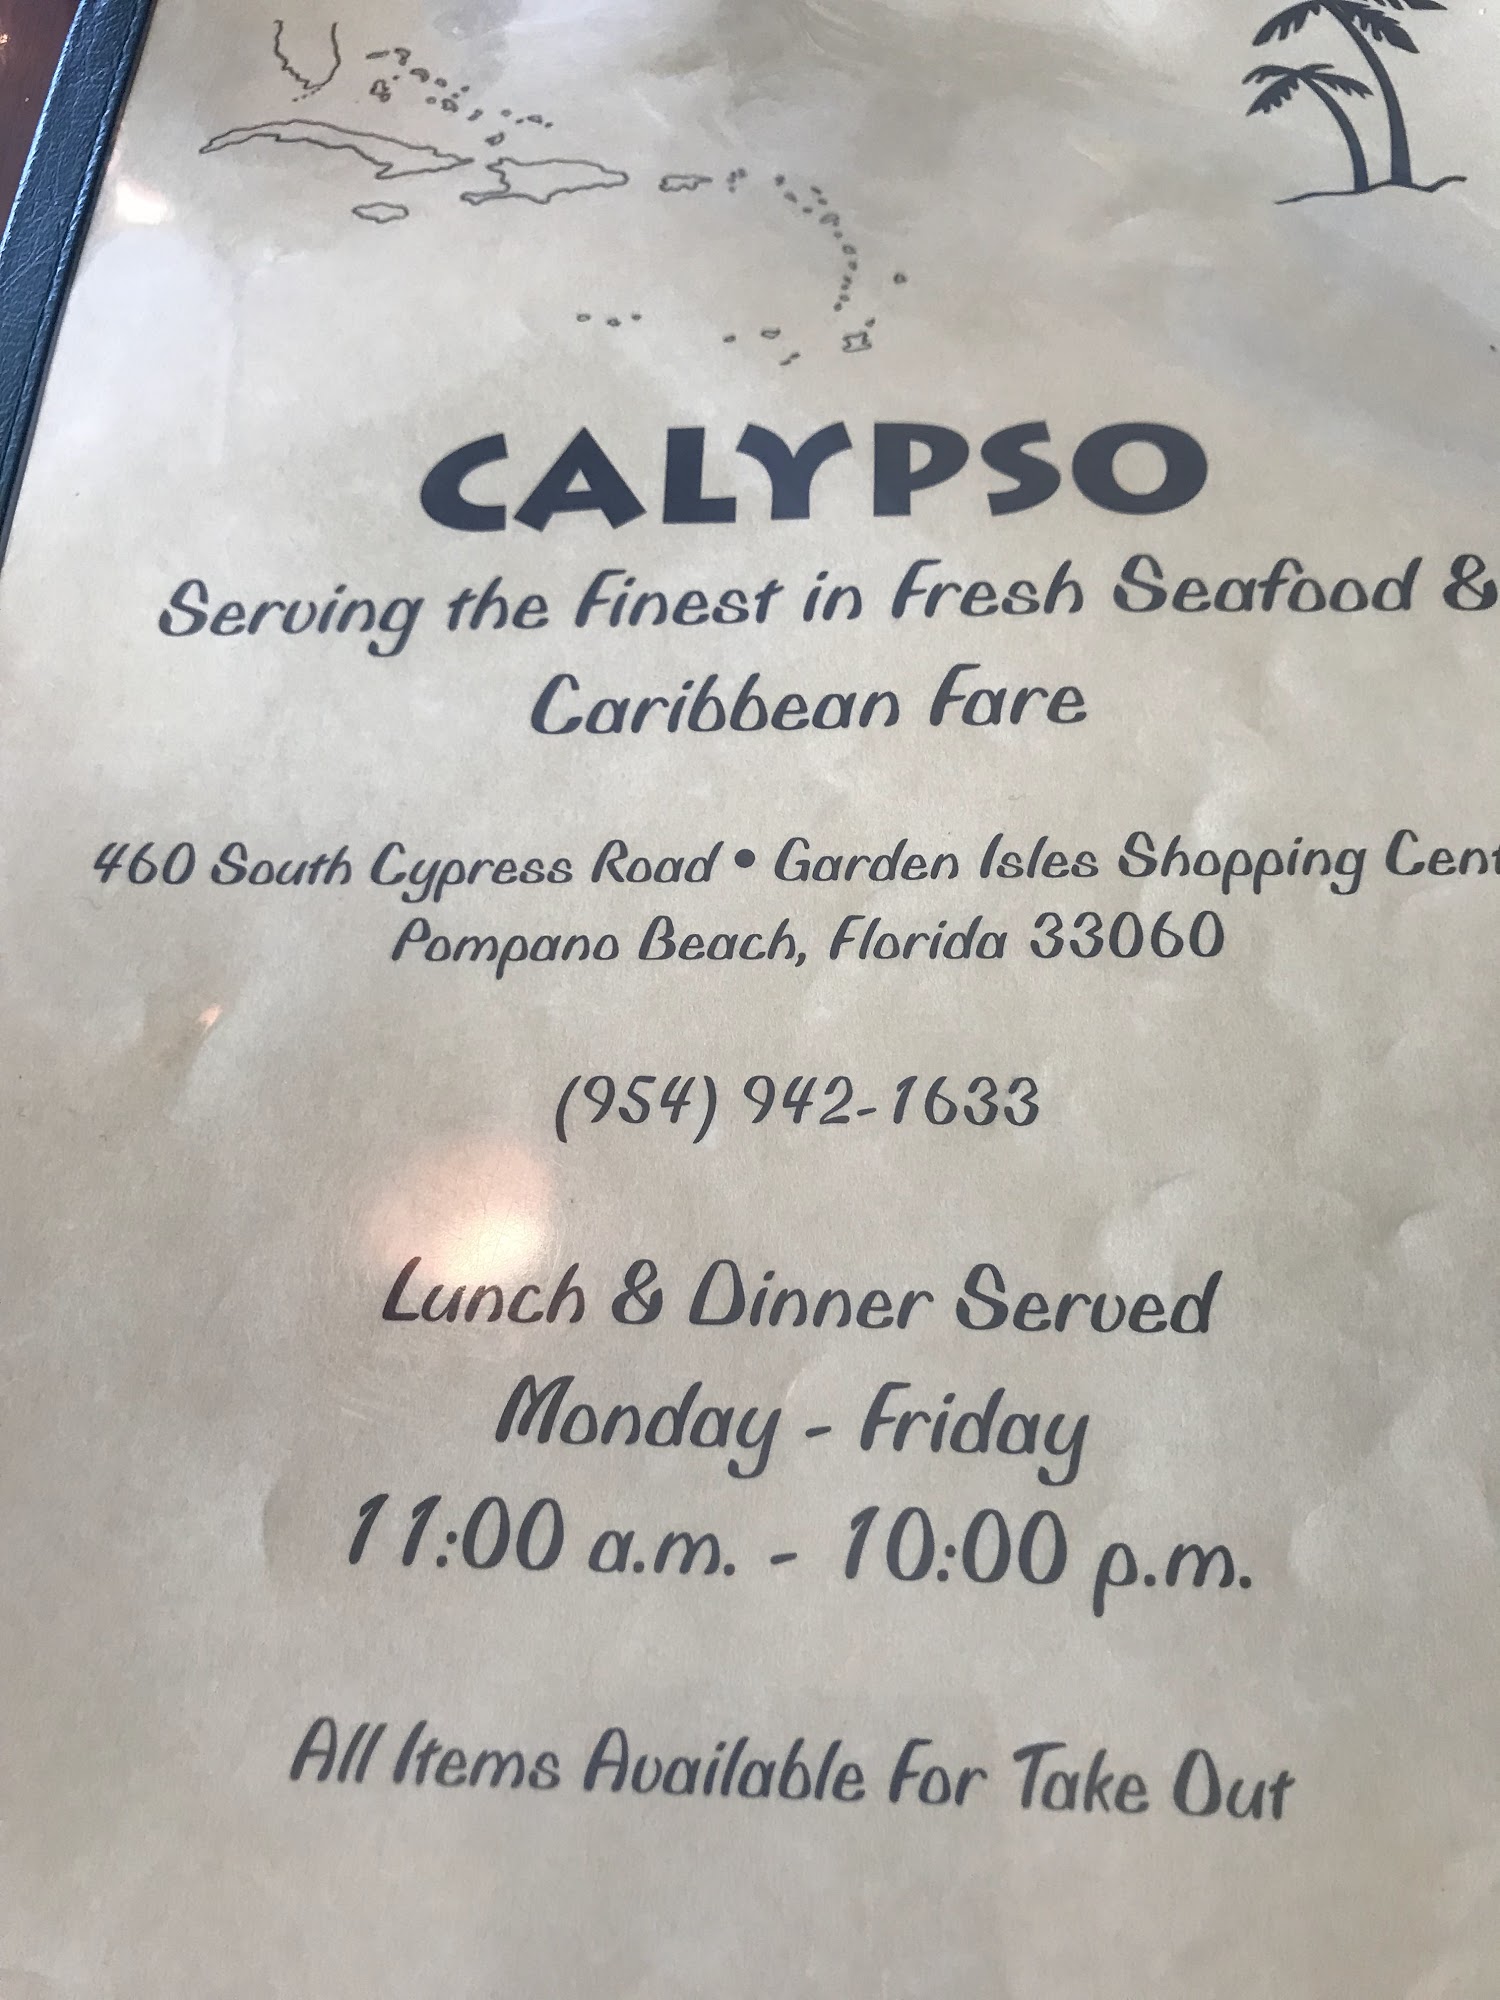 CALYPSO
Serving the Finest in Fresh Seafood &
Caribbean Fare
460 South Cypress Road • Garden Isles Shopping Cent
Pompano Beach, Florida 33060
(954) 942-1633
Lunch & Dinner Served
Monday - Friday
11:00 a.m. - 10:00 p.m.
All Items Available For Take Out